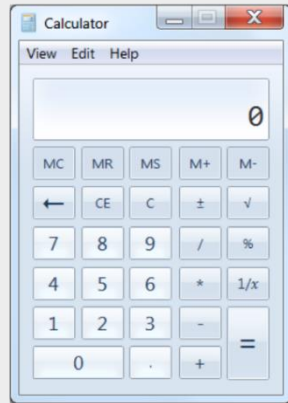 Calculator
View Edit Help
0
MC MR MS M+ M-
← CE C ± √
7 8 9 / %
4 5 6 * 1/x
1 2 3 - =
0 . +